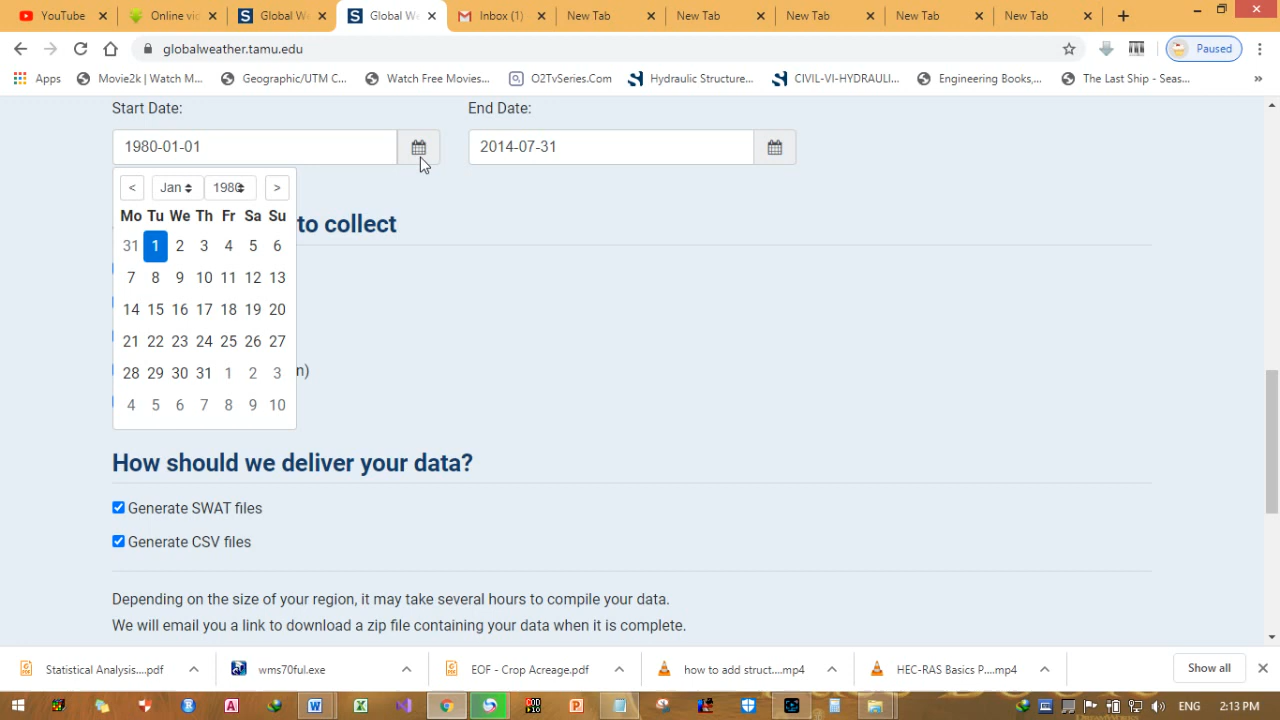 YouTube
Online vi
Global W
Global We
Inbox (1)
New Tab
New Tab
New Tab
New Tab
New Tab
globalweather.tamu.edu
Paused
Apps
Movie2k | Watch M...
Geographic/UTM C...
Watch Free Movies...
O2TvSeries.Com
Hydraulic Structure...
CIVIL-VI-HYDRAULI...
Engineering Books,...
The Last Ship - Seas...
»
Start Date:
End Date:
1980-01-01
2014-07-31
< Jan 1980 >
Mo Tu We Th Fr Sa Su
31 1 2 3 4 5 6
7 8 9 10 11 12 13
14 15 16 17 18 19 20
21 22 23 24 25 26 27
28 29 30 31 1 2 3
4 5 6 7 8 9 10
to collect
n)
How should we deliver your data?
Generate SWAT files
Generate CSV files
Depending on the size of your region, it may take several hours to compile your data.
We will email you a link to download a zip file containing your data when it is complete.
Statistical Analysis....pdf
wms70ful.exe
EOF - Crop Acreage.pdf
how to add struct....mp4
HEC-RAS Basics P....mp4
Show all
ENG
2:13 PM